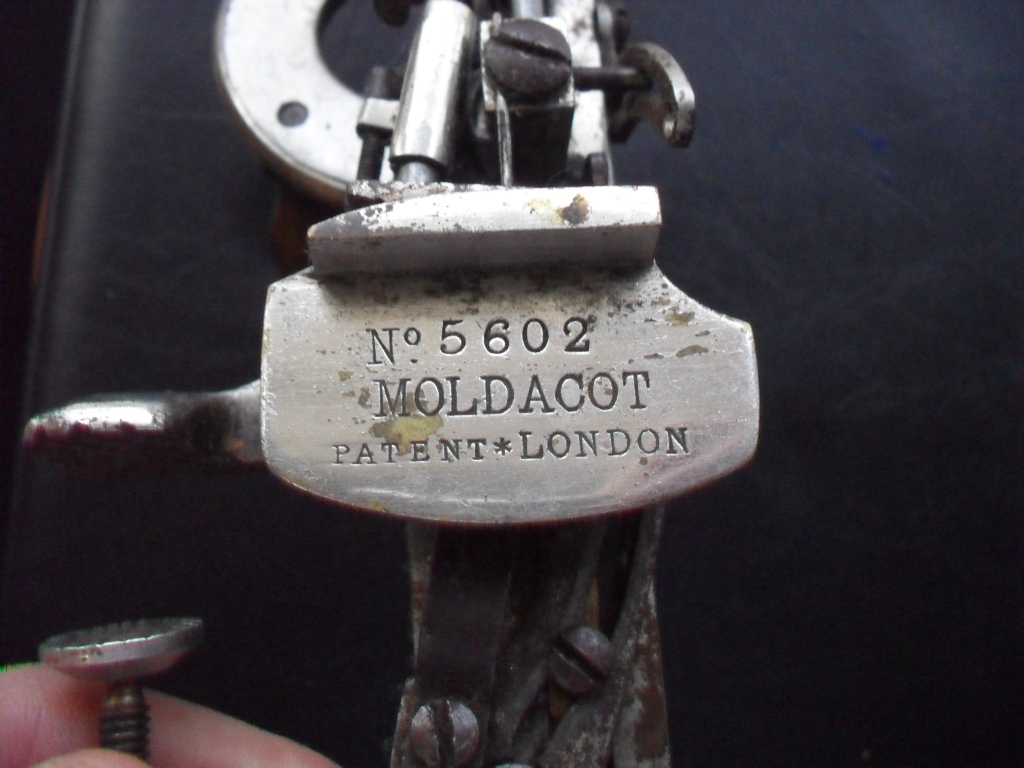 Nº 5602
MOLDACOT
PATENT*LONDON